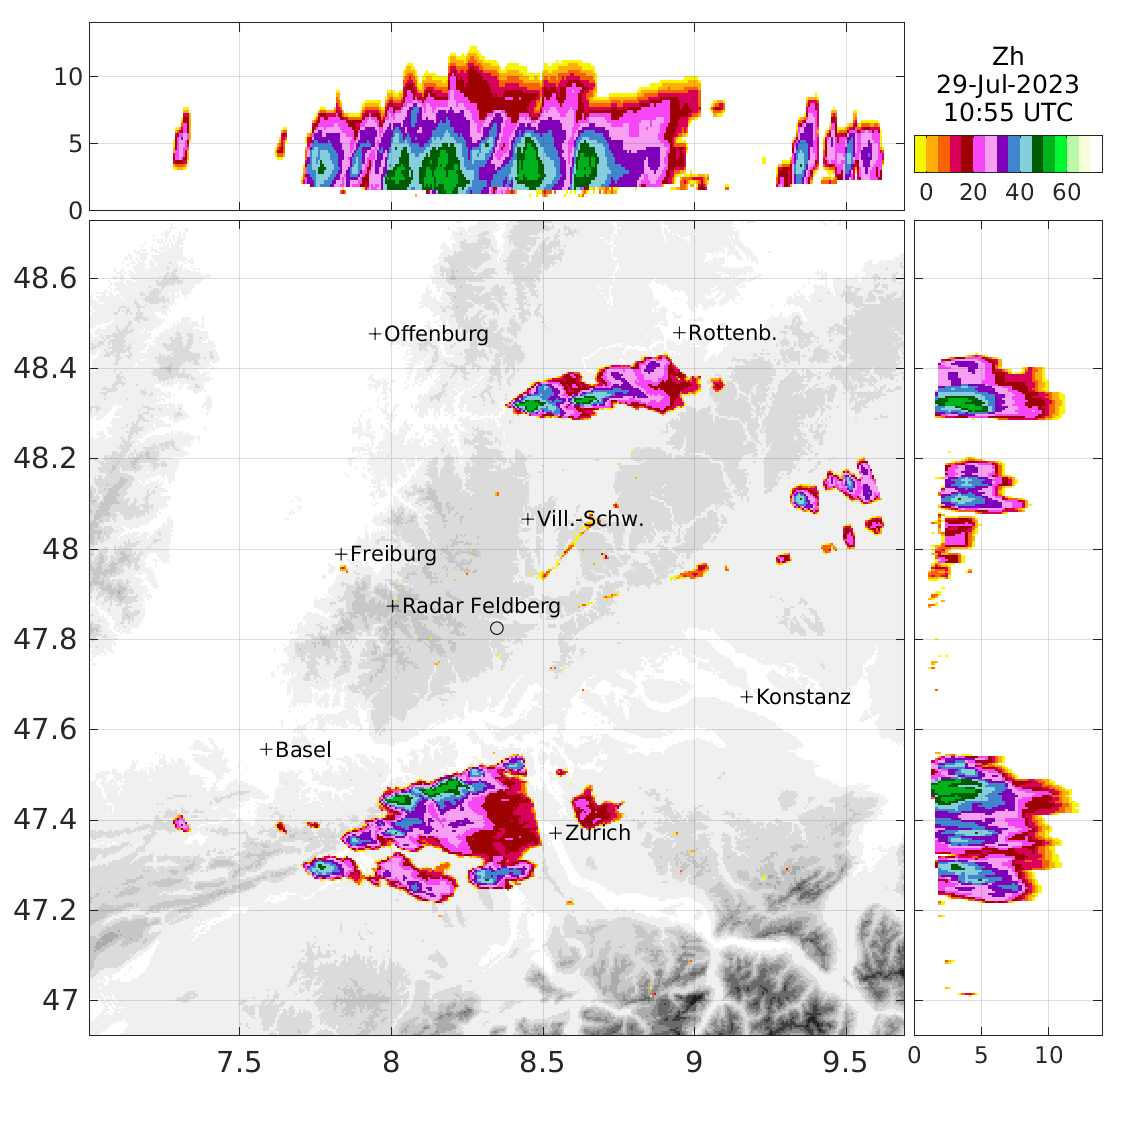 Zh
29-Jul-2023
10:55 UTC
0 20 40 60
10
5
0
48.6
48.4
48.2
48
47.8
47.6
47.4
47.2
47
+Offenburg
+Rottenb.
+Vill.-Schw.
+Freiburg
+Radar Feldberg
+Konstanz
+Basel
+Zürich
7.5 8 8.5 9 9.5
0 5 10